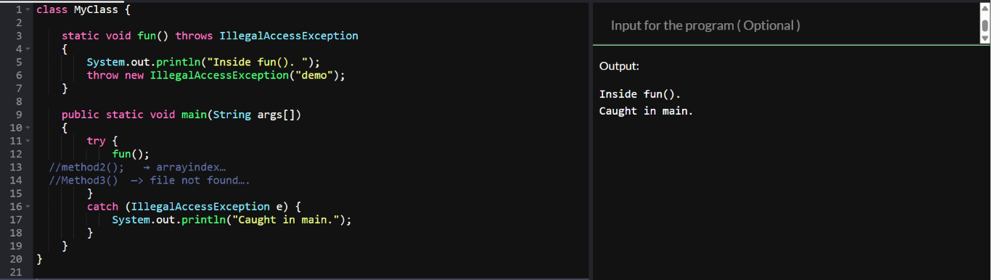 1 class MyClass {
2
3 static void fun() throws IllegalAccessException
4 {
5 System.out.println("Inside fun(). ");
6 throw new IllegalAccessException("demo");
7 }
8
9 public static void main(String args[])
10 {
11 try {
12 fun();
13 //method2(); → arrayindex…
14 //Method3() —> file not found….
15 }
16 catch (IllegalAccessException e) {
17 System.out.println("Caught in main.");
18 }
19 }
20 }
21
Input for the program ( Optional )
Output:
Inside fun().
Caught in main.